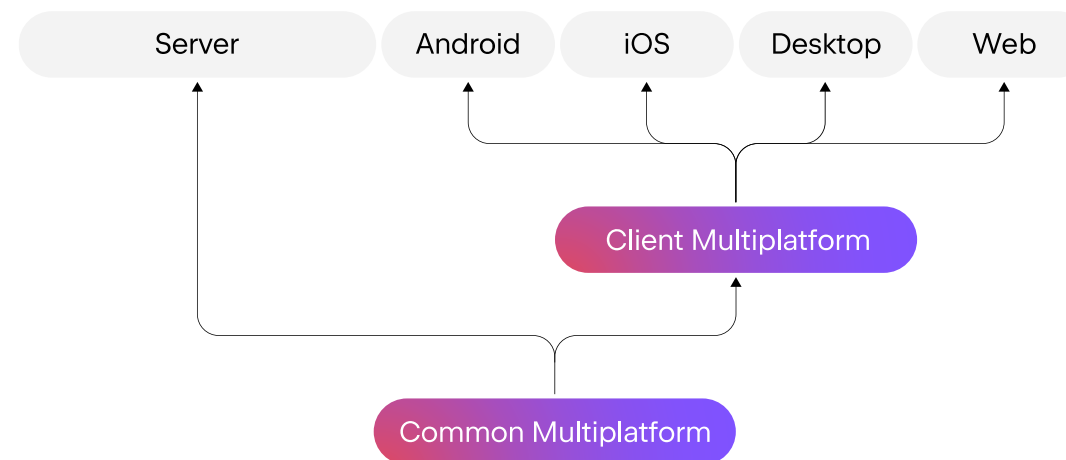 Server
Android
iOS
Desktop
Web
Client Multiplatform
Common Multiplatform